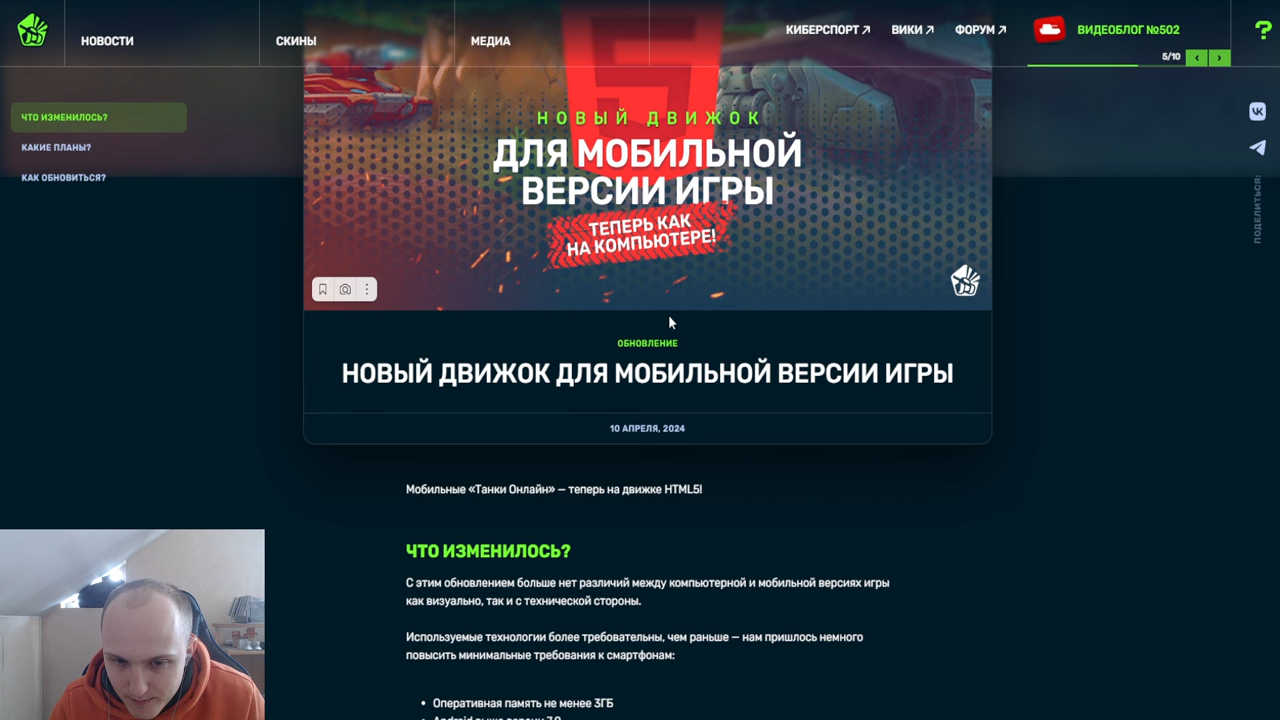 НОВОСТИ
СКИНЫ
МЕДИА
КИБЕРСПОРТ
ВИКИ
ФОРУМ
ВИДЕОБЛОГ №502
?
5/10
ЧТО ИЗМЕНИЛОСЬ?
КАКИЕ ПЛАНЫ?
КАК ОБНОВИТЬСЯ?
ПОДЕЛИТЬСЯ:
НОВЫЙ ДВИЖОК
ДЛЯ МОБИЛЬНОЙ
ВЕРСИИ ИГРЫ
ТЕПЕРЬ КАК
НА КОМПЬЮТЕРЕ!
ОБНОВЛЕНИЕ
НОВЫЙ ДВИЖОК ДЛЯ МОБИЛЬНОЙ ВЕРСИИ ИГРЫ
10 АПРЕЛЯ, 2024
Мобильные «Танки Онлайн» — теперь на движке HTML5!
ЧТО ИЗМЕНИЛОСЬ?
С этим обновлением больше нет различий между компьютерной и мобильной версиях игры
как визуально, так и с технической стороны.
Используемые технологии более требовательны, чем раньше — нам пришлось немного
повысить минимальные требования к смартфонам:
• Оперативная память не менее 3ГБ